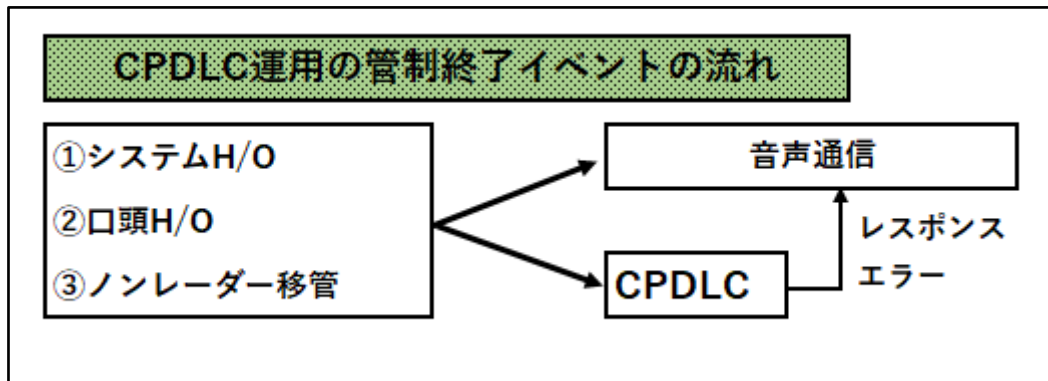 CPDLC運用の管制終了イベントの流れ
①システムH/O
②口頭H/O
③ノンレーダー移管
音声通信
CPDLC
レスポンス
エラー